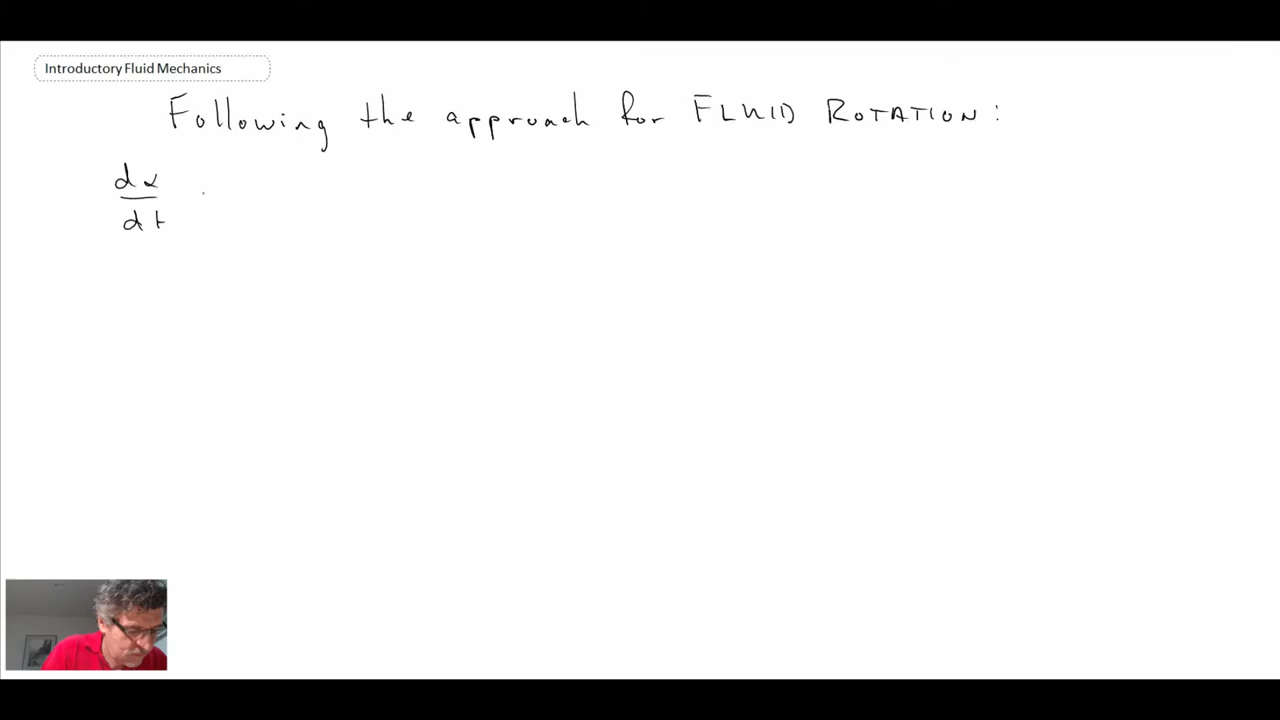 Introductory Fluid Mechanics
Following the approach for FLUID ROTATION:
dα
dt